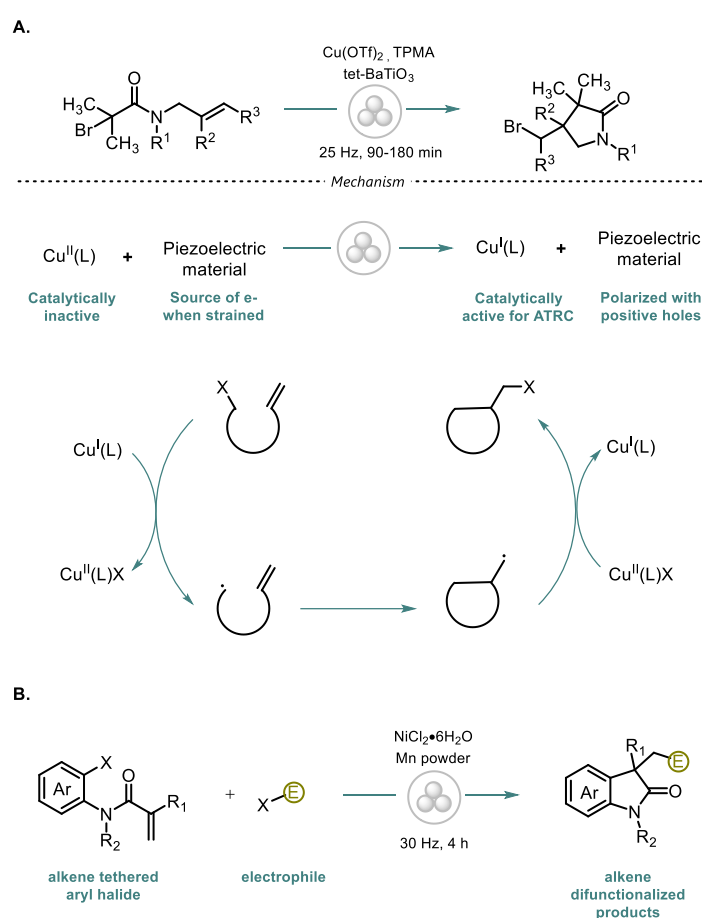 A.
Cu(OTf)₂ , TPMA
tet-BaTiO₃
25 Hz, 90-180 min
H₃C
Br
CH₃
O
N
R¹
R²
R³
H₃C
CH₃
R²
O
Br
N
R¹
R³
Mechanism
Cuᴵᴵ(L)
+
Piezoelectric
material
Cuᴵ(L)
+
Piezoelectric
material
Catalytically
inactive
Source of e-
when strained
Catalytically
active for ATRC
Polarized with
positive holes
X
X
Cuᴵ(L)
Cuᴵ(L)
Cuᴵᴵ(L)X
Cuᴵᴵ(L)X
B.
X
Ar
O
N
R₁
R₂
+
X
E
NiCl₂•6H₂O
Mn powder
30 Hz, 4 h
R₁
E
Ar
O
N
R₂
alkene tethered
aryl halide
electrophile
alkene
difunctionalized
products